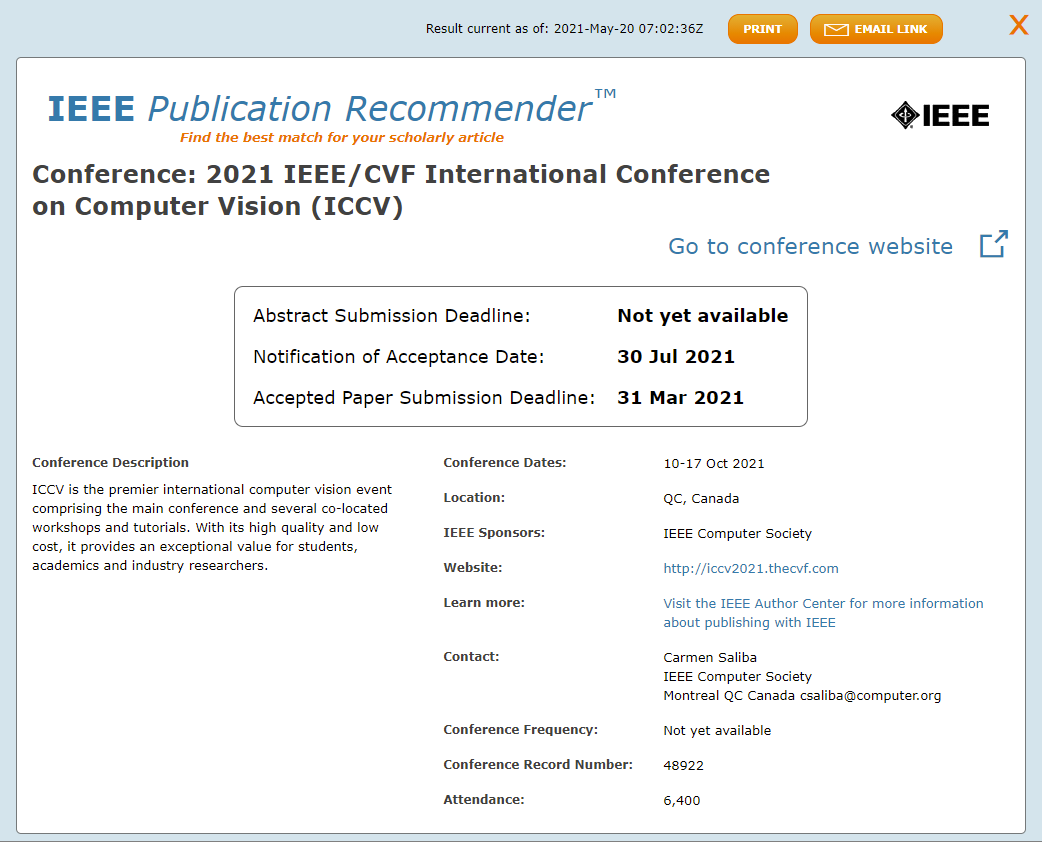 Result current as of: 2021-May-20 07:02:36Z
PRINT
EMAIL LINK
X
IEEE Publication Recommender™
Find the best match for your scholarly article
IEEE
Conference: 2021 IEEE/CVF International Conference
on Computer Vision (ICCV)
Go to conference website
Abstract Submission Deadline: Not yet available
Notification of Acceptance Date: 30 Jul 2021
Accepted Paper Submission Deadline: 31 Mar 2021
Conference Description
ICCV is the premier international computer vision event
comprising the main conference and several co-located
workshops and tutorials. With its high quality and low
cost, it provides an exceptional value for students,
academics and industry researchers.
Conference Dates: 10-17 Oct 2021
Location: QC, Canada
IEEE Sponsors: IEEE Computer Society
Website: http://iccv2021.thecvf.com
Learn more: Visit the IEEE Author Center for more information
about publishing with IEEE
Contact: Carmen Saliba
IEEE Computer Society
Montreal QC Canada csaliba@computer.org
Conference Frequency: Not yet available
Conference Record Number: 48922
Attendance: 6,400